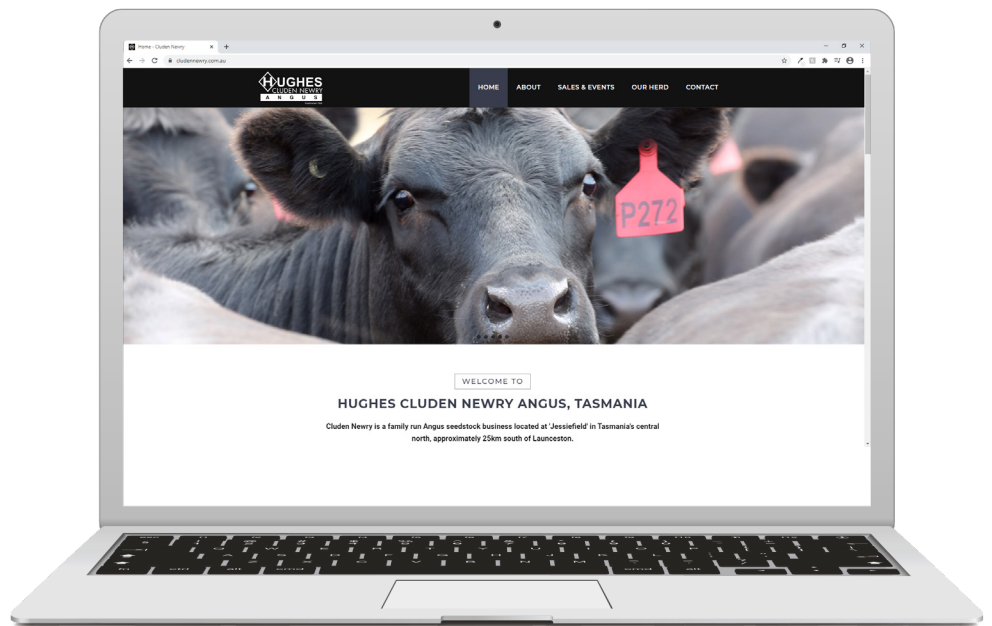 Home - Cluden Newry
cludennewry.com.au
HUGHES
CLUDEN NEWRY
ANGUS
HOME ABOUT SALES & EVENTS OUR HERD CONTACT
P272
WELCOME TO
HUGHES CLUDEN NEWRY ANGUS, TASMANIA
Cluden Newry is a family run Angus seedstock business located at 'Jessiefield' in Tasmania's central
north, approximately 25km south of Launceston.